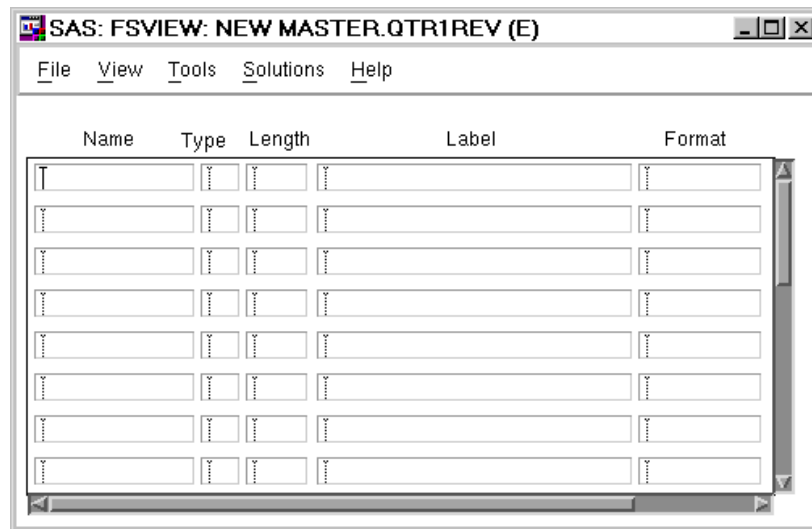 SAS: FSVIEW: NEW MASTER.QTR1REV (E)
File View Tools Solutions Help
Name Type Length Label Format